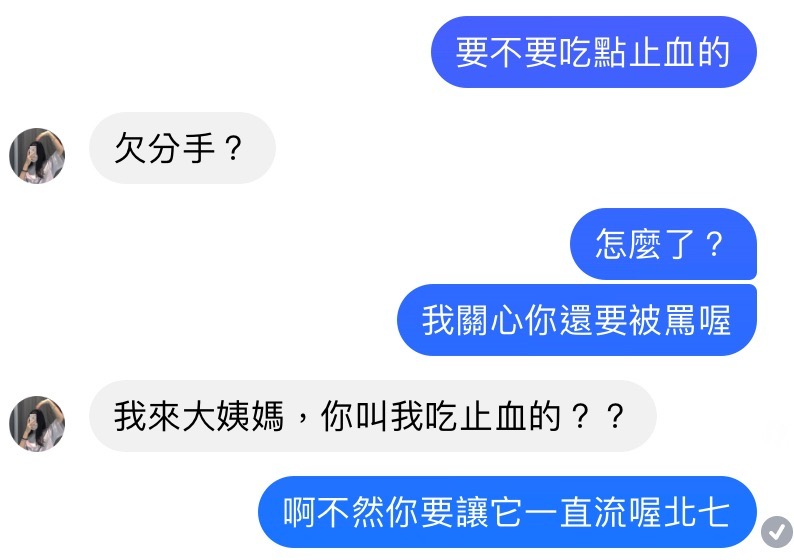 要不要吃點止血的
欠分手？
怎麼了？
我關心你還要被罵喔
我來大姨媽，你叫我吃止血的？？
啊不然你要讓它一直流喔北七